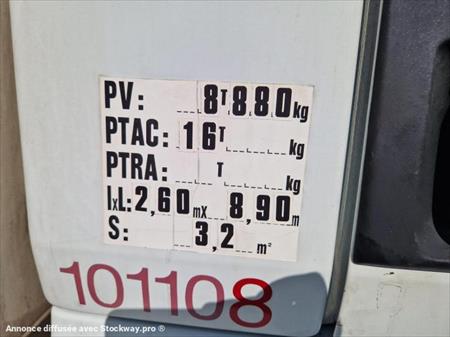 PV: 8T880kg
PTAC: 16T kg
PTRA: T kg
lxL: 2,60mX 8,90m
S: 3,2 m²
101108
Annonce diffusée avec Stockway.pro ®